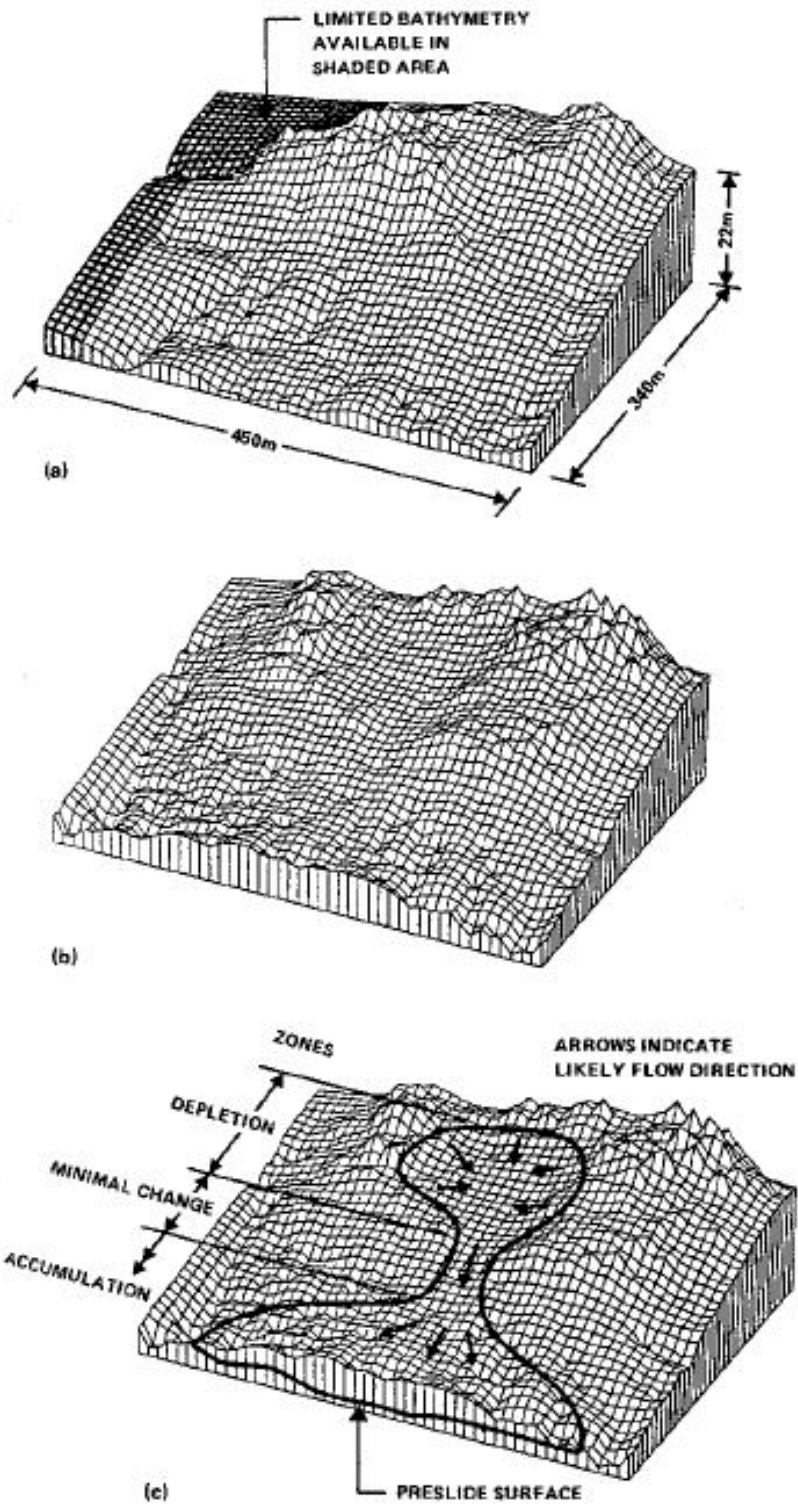 LIMITED BATHYMETRY
AVAILABLE IN
SHADED AREA
22m
340m
450m
(a)
(b)
ZONES
ARROWS INDICATE
LIKELY FLOW DIRECTION
DEPLETION
MINIMAL CHANGE
ACCUMULATION
(c)
PRESLIDE SURFACE